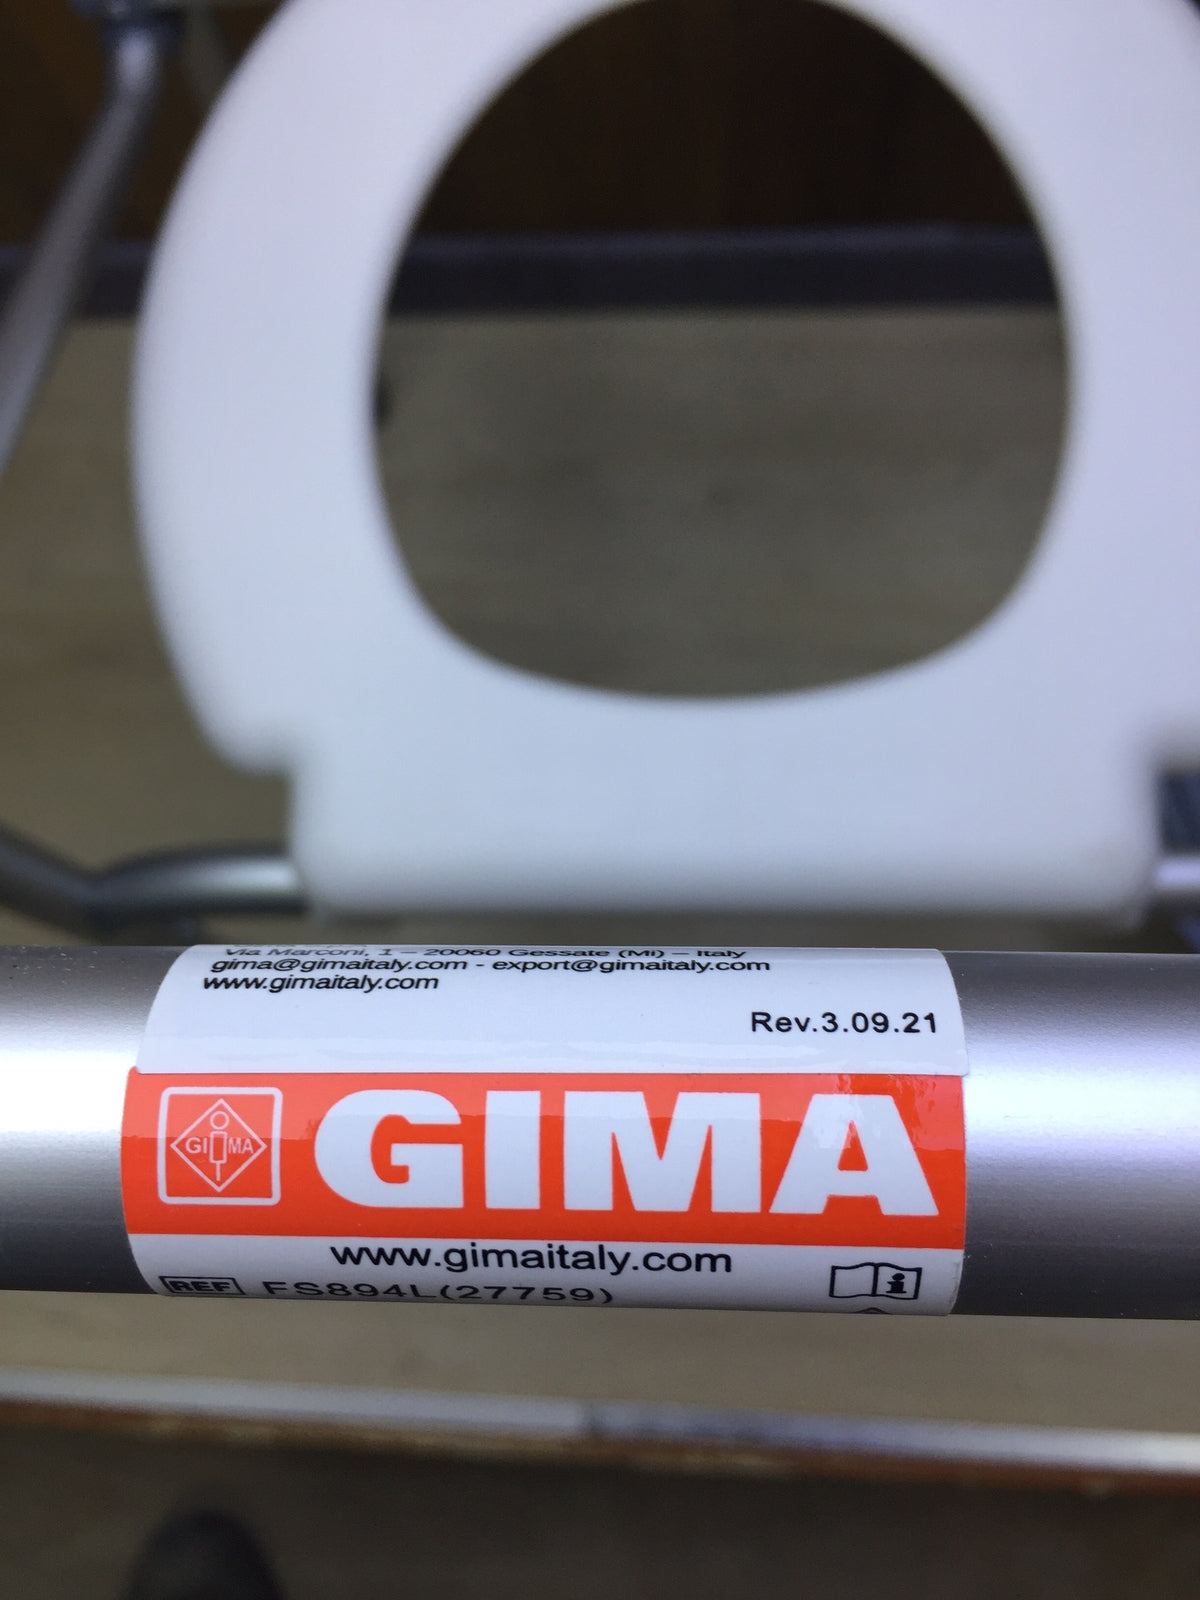 Via Marconi, 1 – 20060 Gessate (MI) – Italy
gima@gimaitaly.com - export@gimaitaly.com
www.gimaitaly.com
Rev.3.09.21
GIMA
GIMA
www.gimaitaly.com
REF FS894L(27759)